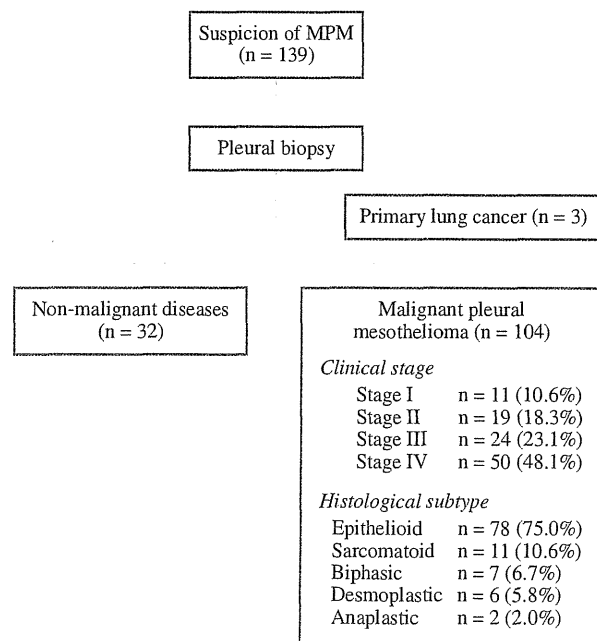 Suspicion of MPM
(n = 139)
Pleural biopsy
Primary lung cancer (n = 3)
Non-malignant diseases
(n = 32)
Malignant pleural
mesothelioma (n = 104)
Clinical stage
Stage I n = 11 (10.6%)
Stage II n = 19 (18.3%)
Stage III n = 24 (23.1%)
Stage IV n = 50 (48.1%)
Histological subtype
Epithelioid n = 78 (75.0%)
Sarcomatoid n = 11 (10.6%)
Biphasic n = 7 (6.7%)
Desmoplastic n = 6 (5.8%)
Anaplastic n = 2 (2.0%)